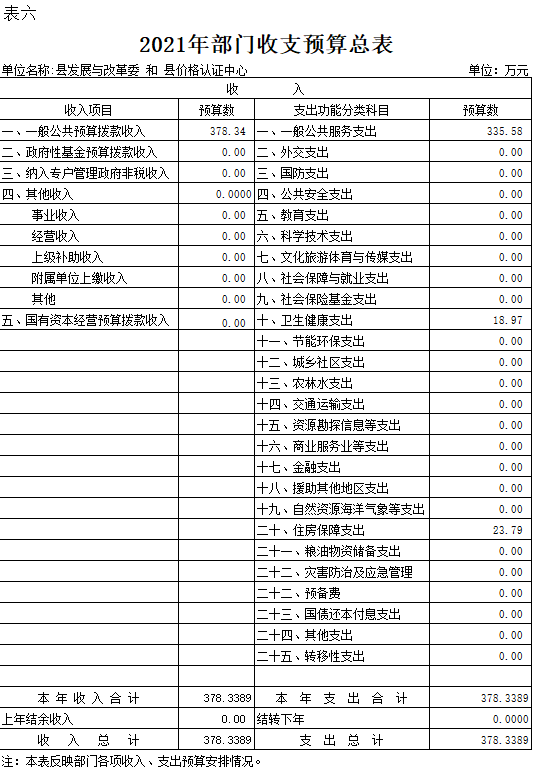 表六
2021年部门收支预算总表
单位名称:县发展与改革委 和 县价格认证中心 单位：万元
收 入
收入项目 预算数 支出功能分类科目 预算数
一、一般公共预算拨款收入 378.34 一、一般公共服务支出 335.58
二、政府性基金预算拨款收入 0.00 二、外交支出 0.00
三、纳入专户管理政府非税收入 0.00 三、国防支出 0.00
四、其他收入 0.0000 四、公共安全支出 0.00
事业收入 0.00 五、教育支出 0.00
经营收入 0.00 六、科学技术支出 0.00
上级补助收入 0.00 七、文化旅游体育与传媒支出 0.00
附属单位上缴收入 0.00 八、社会保障与就业支出 0.00
其他 0.00 九、社会保险基金支出 0.00
五、国有资本经营预算拨款收入 0.00 十、卫生健康支出 18.97
十一、节能环保支出 0.00
十二、城乡社区支出 0.00
十三、农林水支出 0.00
十四、交通运输支出 0.00
十五、资源勘探信息等支出 0.00
十六、商业服务业等支出 0.00
十七、金融支出 0.00
十八、援助其他地区支出 0.00
十九、自然资源海洋气象等支出 0.00
二十、住房保障支出 23.79
二十一、粮油物资储备支出 0.00
二十二、灾害防治及应急管理 0.00
二十二、预备费 0.00
二十三、国债还本付息支出 0.00
二十四、其他支出 0.00
二十五、转移性支出 0.00
本年收入合计 378.3389 本年支出合计 378.3389
上年结余收入 0.00 结转下年 0.0000
收入总计 378.3389 支出总计 378.3389
注：本表反映部门各项收入、支出预算安排情况。